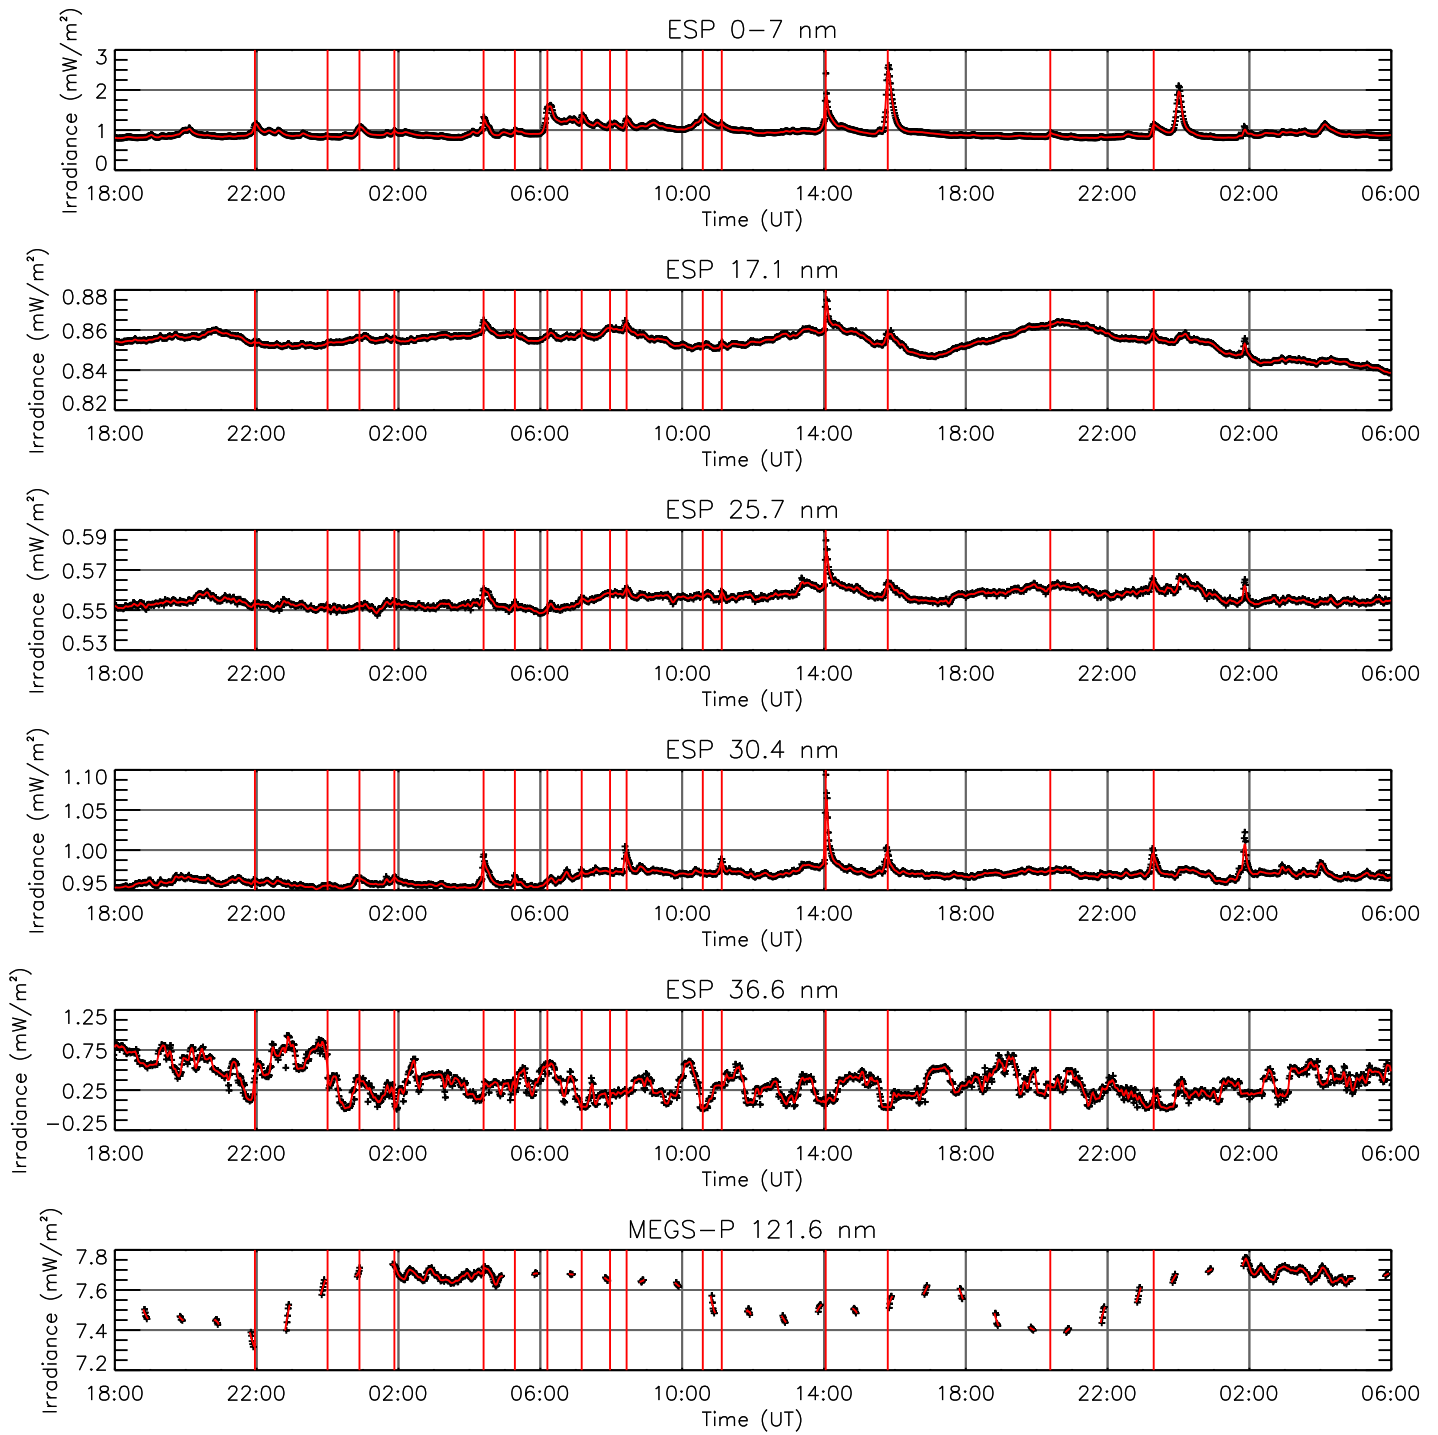 ESP 0−7 nm
Irradiance (mW/m²)
3
2
1
0
18:00 22:00 02:00 06:00 10:00 14:00 18:00 22:00 02:00 06:00
Time (UT)
ESP 17.1 nm
Irradiance (mW/m²)
0.88
0.86
0.84
0.82
18:00 22:00 02:00 06:00 10:00 14:00 18:00 22:00 02:00 06:00
Time (UT)
ESP 25.7 nm
Irradiance (mW/m²)
0.59
0.57
0.55
0.53
18:00 22:00 02:00 06:00 10:00 14:00 18:00 22:00 02:00 06:00
Time (UT)
ESP 30.4 nm
Irradiance (mW/m²)
1.10
1.05
1.00
0.95
18:00 22:00 02:00 06:00 10:00 14:00 18:00 22:00 02:00 06:00
Time (UT)
ESP 36.6 nm
Irradiance (mW/m²)
1.25
0.75
0.25
−0.25
18:00 22:00 02:00 06:00 10:00 14:00 18:00 22:00 02:00 06:00
Time (UT)
MEGS−P 121.6 nm
Irradiance (mW/m²)
7.8
7.6
7.4
7.2
18:00 22:00 02:00 06:00 10:00 14:00 18:00 22:00 02:00 06:00
Time (UT)